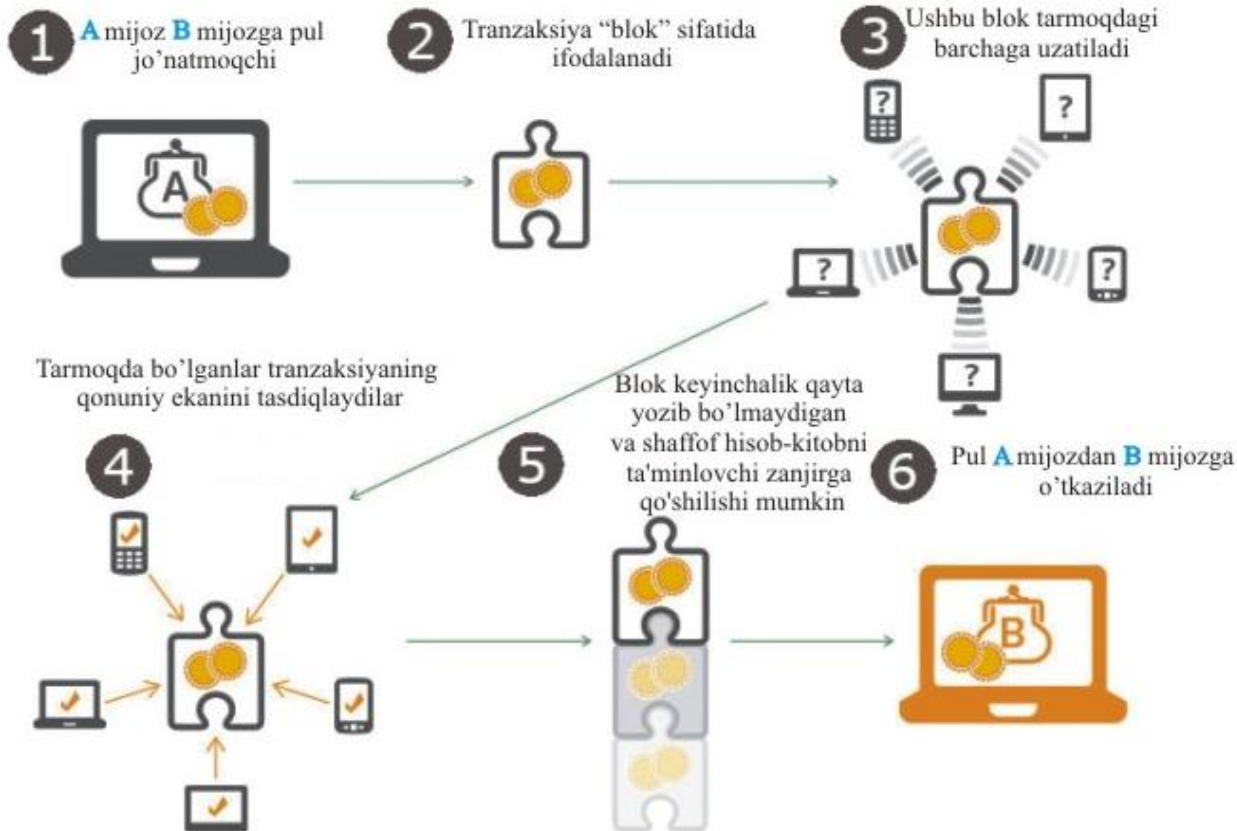 1
A mijoz B mijozga pul
jo’natmoqchi
2
Tranzaksiya “blok” sifatida
ifodalanadi
3
Ushbu blok tarmoqdagi
barchaga uzatiladi
A
?
?
?
?
?
Tarmoqda bo’lganlar tranzaksiyaning
qonuniy ekanini tasdiqlaydilar
4
5
Blok keyinchalik qayta
yozib bo’lmaydigan
va shaffof hisob-kitobni
ta'minlovchi zanjirga
qo'shilishi mumkin
6
Pul A mijozdan B mijozga
o’tkaziladi
B